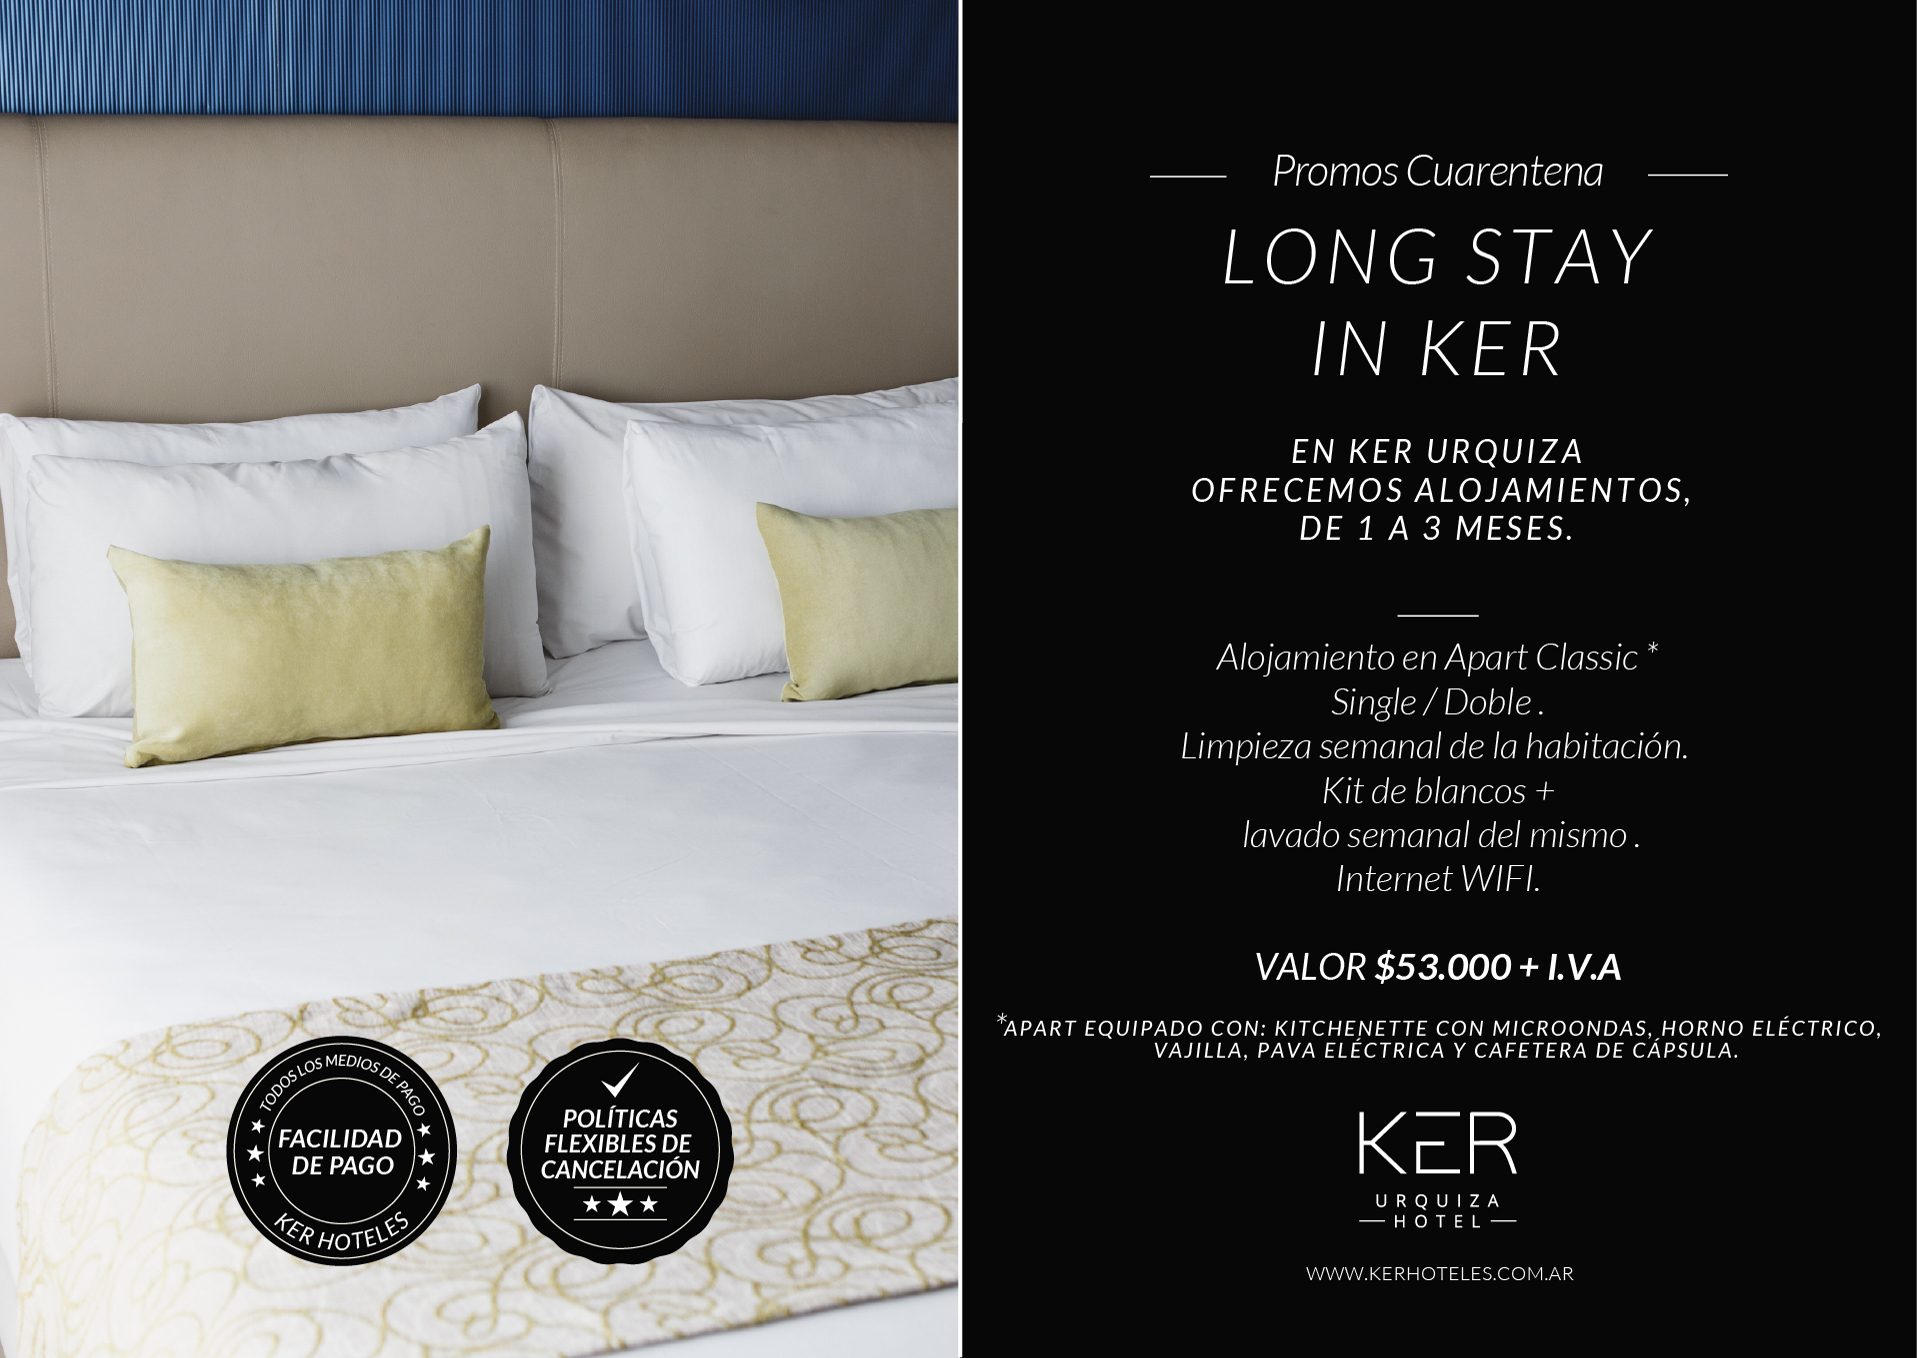 Promos Cuarentena
LONG STAY
IN KER
EN KER URQUIZA
OFRECEMOS ALOJAMIENTOS,
DE 1 A 3 MESES.
Alojamiento en Apart Classic *
Single / Doble .
Limpieza semanal de la habitación.
Kit de blancos +
lavado semanal del mismo .
Internet WIFI.
VALOR $53.000 + I.V.A
*APART EQUIPADO CON: KITCHENETTE CON MICROONDAS, HORNO ELÉCTRICO,
VAJILLA, PAVA ELÉCTRICA Y CAFETERA DE CÁPSULA.
KER
URQUIZA
HOTEL
WWW.KERHOTELES.COM.AR
TODOS LOS MEDIOS DE PAGO
FACILIDAD
DE PAGO
KER HOTELES
POLÍTICAS
FLEXIBLES DE
CANCELACIÓN